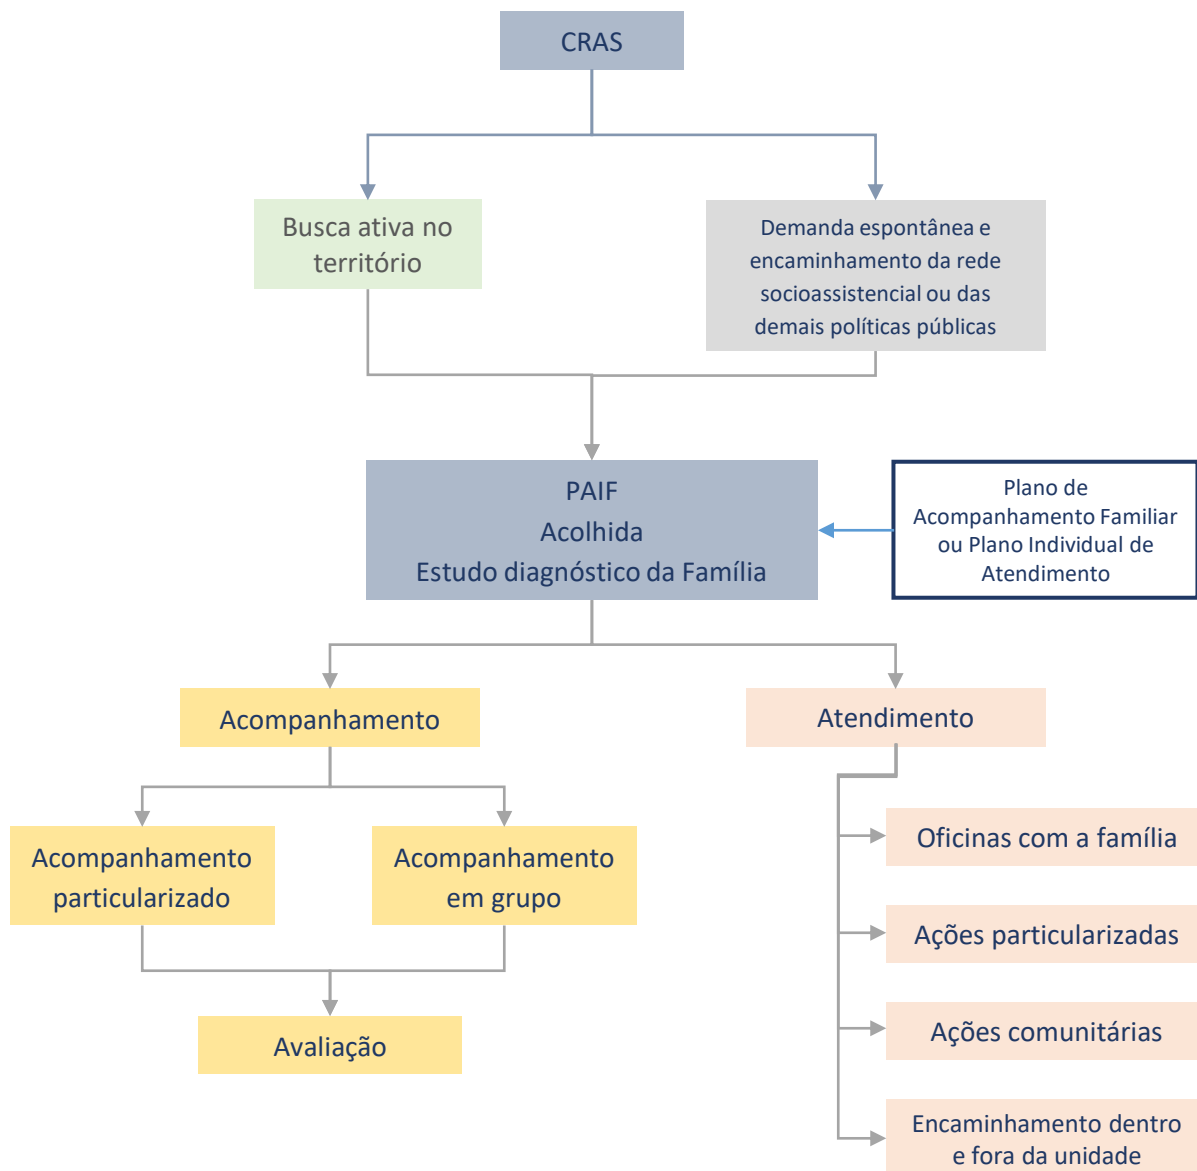 CRAS
Busca ativa no
território
Demanda espontânea e
encaminhamento da rede
socioassistencial ou das
demais políticas públicas
PAIF
Acolhida
Estudo diagnóstico da Família
Plano de
Acompanhamento Familiar
ou Plano Individual de
Atendimento
Acompanhamento
Atendimento
Acompanhamento
particularizado
Acompanhamento
em grupo
Avaliação
Oficinas com a família
Ações particularizadas
Ações comunitárias
Encaminhamento dentro
e fora da unidade